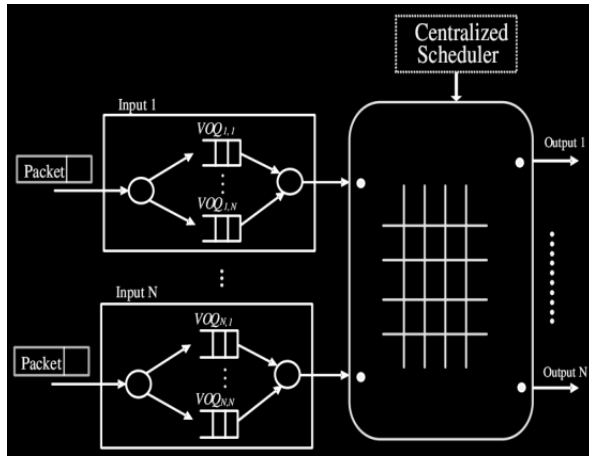 Centralized
Scheduler
Input 1
VOQ1,1
Packet
VOQ1,N
Output 1
Input N
VOQN,1
Packet
VOQN,N
Output N